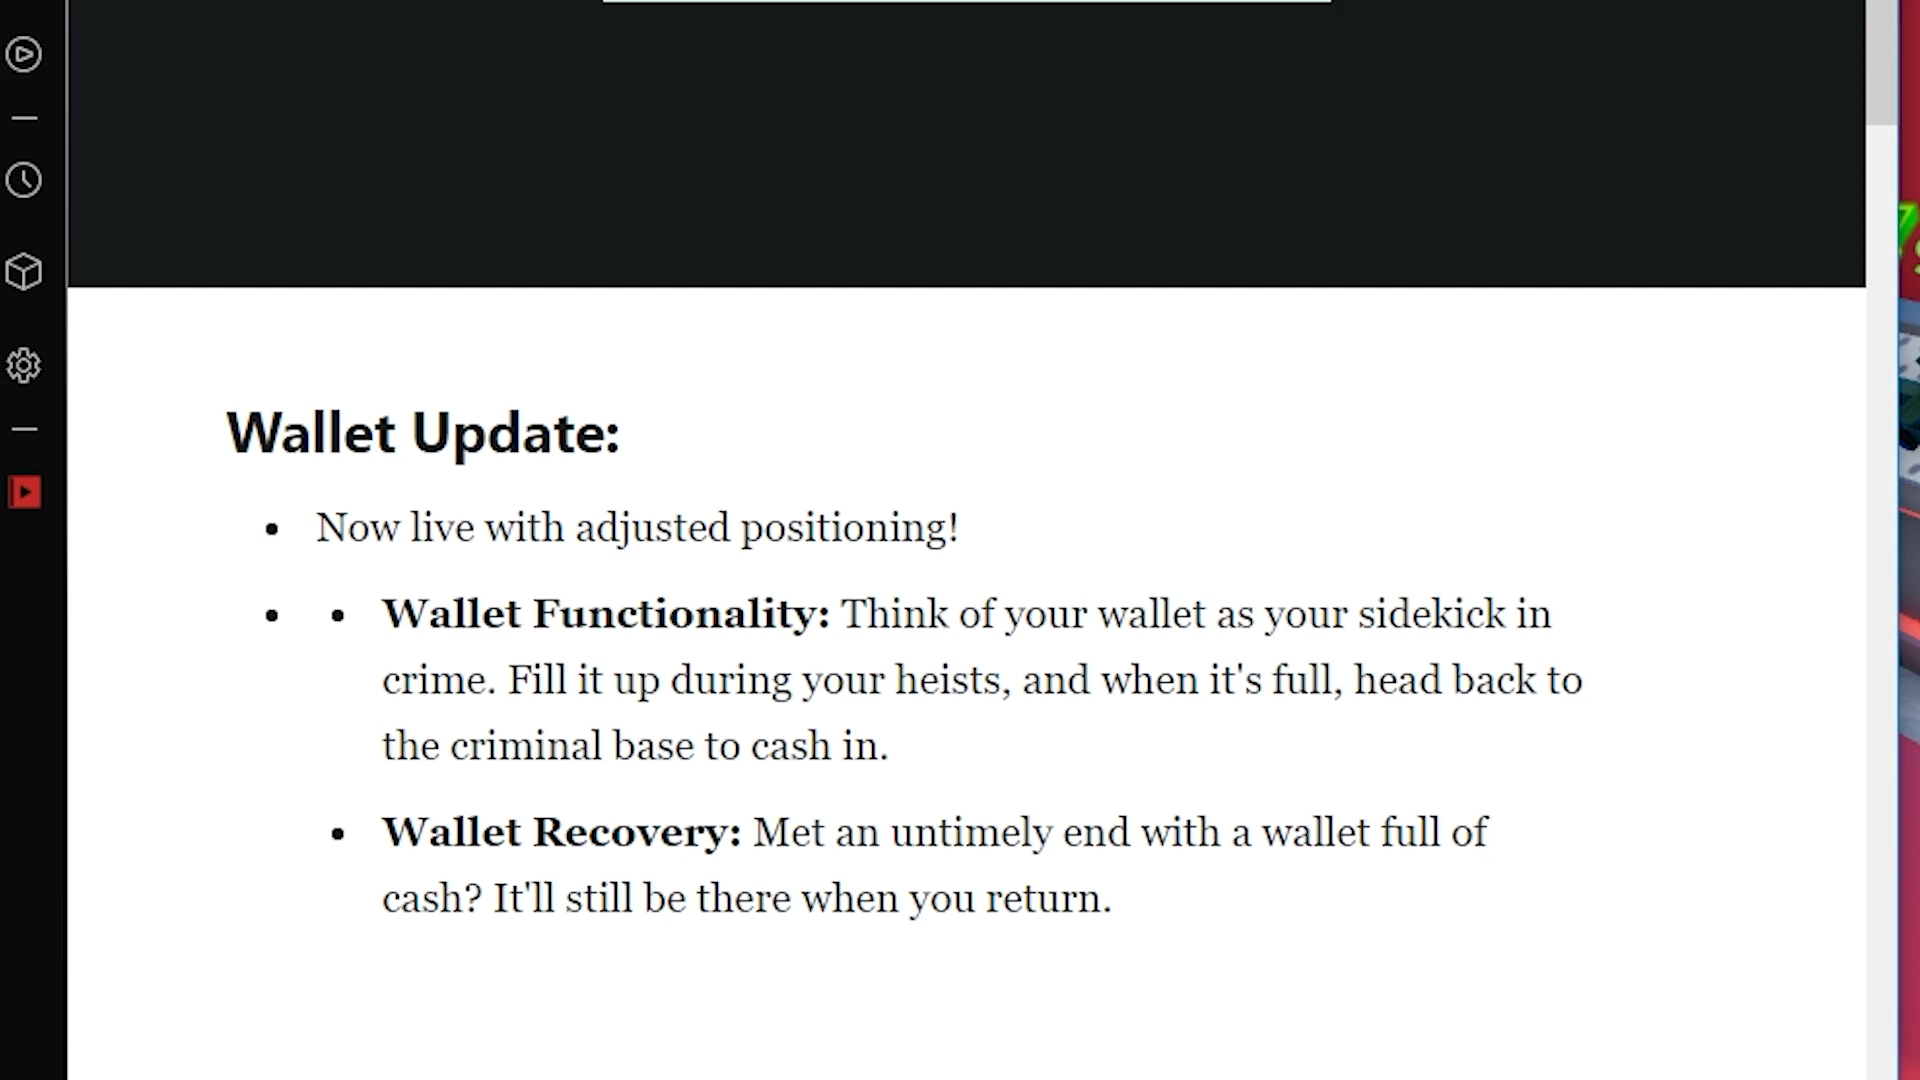 Wallet Update:
• Now live with adjusted positioning!
• • Wallet Functionality: Think of your wallet as your sidekick in
crime. Fill it up during your heists, and when it's full, head back to
the criminal base to cash in.
• Wallet Recovery: Met an untimely end with a wallet full of
cash? It'll still be there when you return.